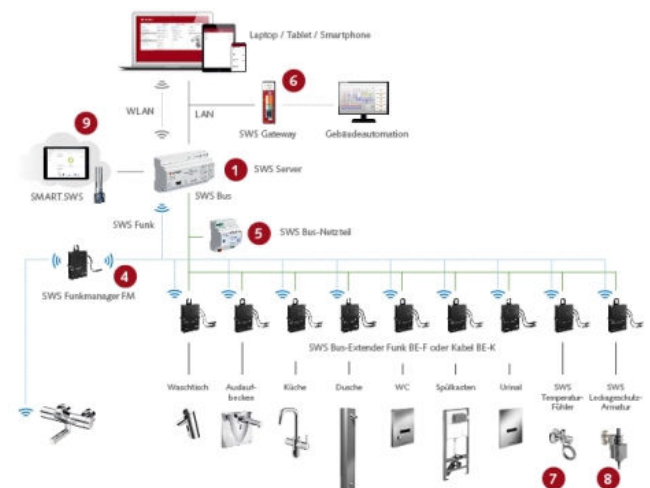 Laptop / Tablet / Smartphone
6
WLAN
LAN
9
SWS Gateway
Gebäudeautomation
1
SWS Server
SMART.SWS
SWS Bus
SWS Funk
5
SWS Bus-Netzteil
4
SWS Funkmanager FM
SWS Bus-Extender Funk BE-F oder Kabel BE-K
Waschtisch
Auslauf-
becken
Küche
Dusche
WC
Spülkasten
Urinal
SWS
Temperatur-
Fühler
SWS
Leckageschutz-
Armatur
7
8